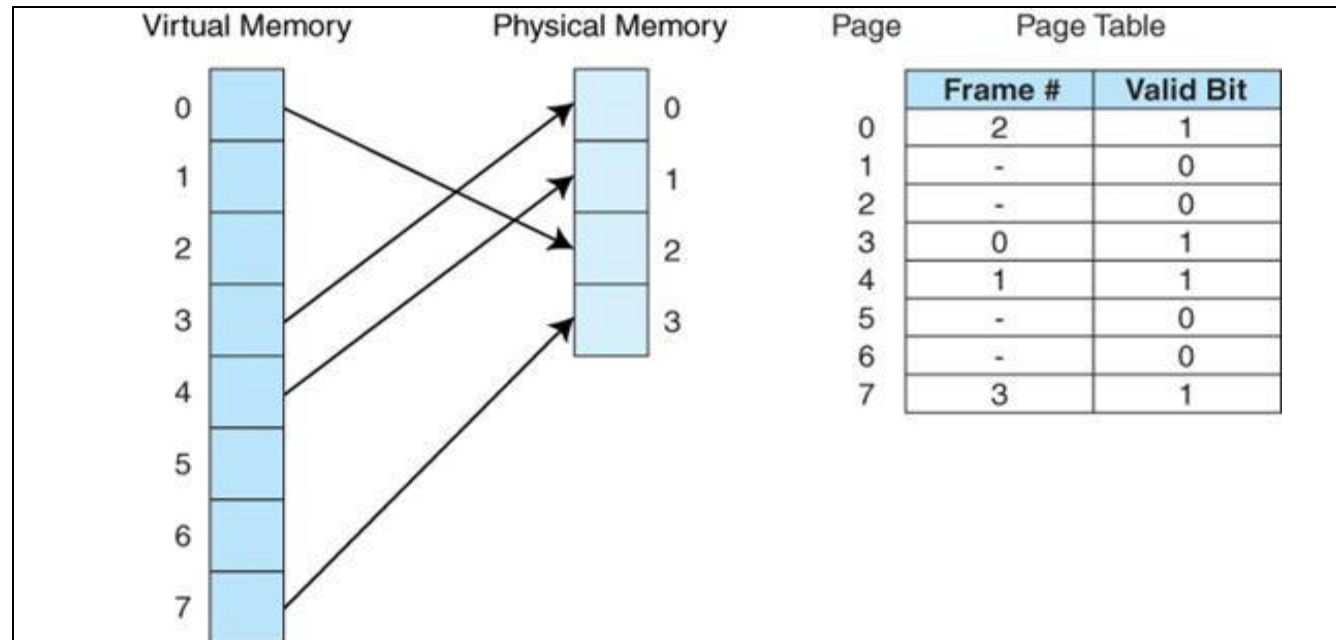 Virtual Memory Physical Memory Page Page Table
Frame # Valid Bit
0 0 0 2 1
1 1 1 - 0
2 2 2 - 0
3 3 3 0 1
4 4 1 1
5 5 - 0
6 6 - 0
7 7 3 1